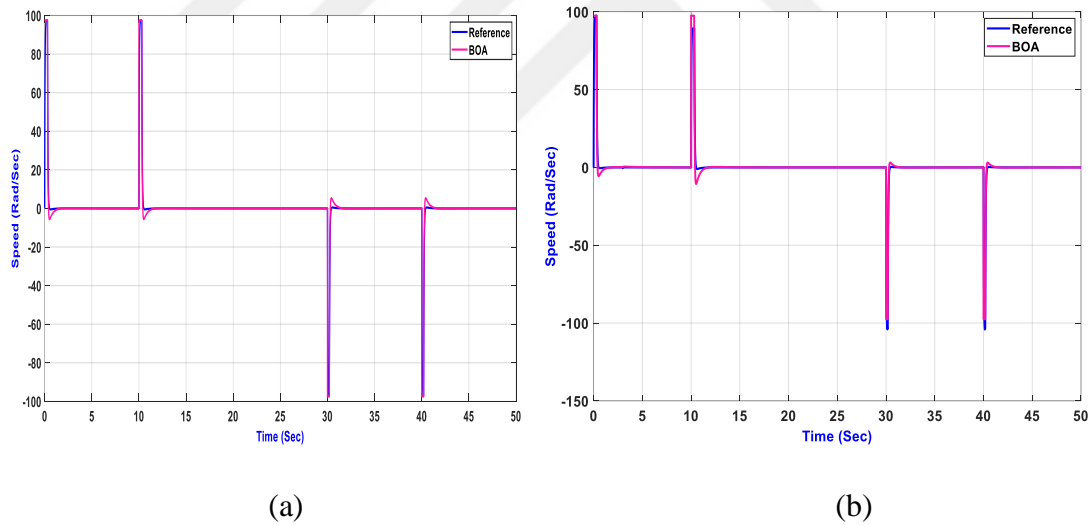 Reference
BOA
100
80
60
40
20
0
-20
-40
-60
-80
-100
Speed (Rad/Sec)
0 5 10 15 20 25 30 35 40 45 50
Time (Sec)
(a)
Reference
BOA
100
50
0
-50
-100
-150
Speed (Rad/Sec)
0 5 10 15 20 25 30 35 40 45 50
Time (Sec)
(b)